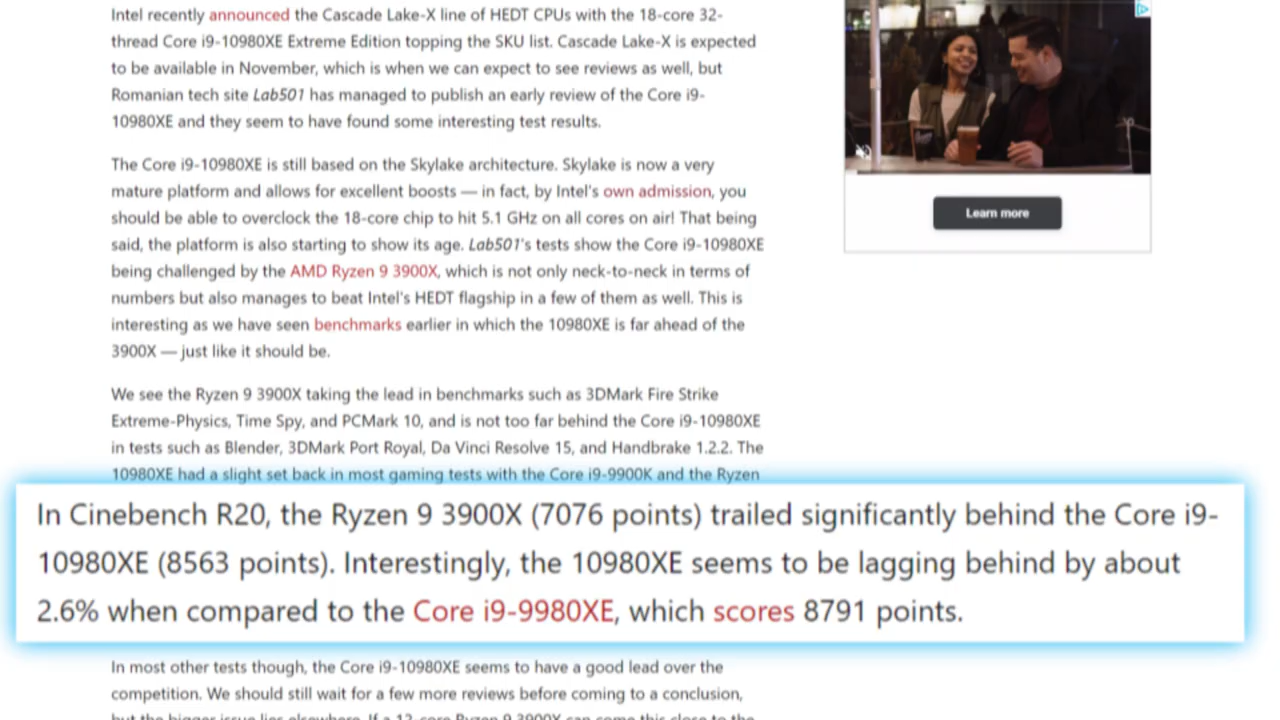 Intel recently announced the Cascade Lake-X line of HEDT CPUs with the 18-core 32-
thread Core i9-10980XE Extreme Edition topping the SKU list. Cascade Lake-X is expected
to be available in November, which is when we can expect to see reviews as well, but
Romanian tech site Lab501 has managed to publish an early review of the Core i9-
10980XE and they seem to have found some interesting test results.
The Core i9-10980XE is still based on the Skylake architecture. Skylake is now a very
mature platform and allows for excellent boosts — in fact, by Intel's own admission, you
should be able to overclock the 18-core chip to hit 5.1 GHz on all cores on air! That being
said, the platform is also starting to show its age. Lab501's tests show the Core i9-10980XE
being challenged by the AMD Ryzen 9 3900X, which is not only neck-to-neck in terms of
numbers but also manages to beat Intel's HEDT flagship in a few of them as well. This is
interesting as we have seen benchmarks earlier in which the 10980XE is far ahead of the
3900X — just like it should be.
We see the Ryzen 9 3900X taking the lead in benchmarks such as 3DMark Fire Strike
Extreme-Physics, Time Spy, and PCMark 10, and is not too far behind the Core i9-10980XE
in tests such as Blender, 3DMark Port Royal, Da Vinci Resolve 15, and Handbrake 1.2.2. The
10980XE had a slight set back in most gaming tests with the Core i9-9900K and the Ryzen
In Cinebench R20, the Ryzen 9 3900X (7076 points) trailed significantly behind the Core i9-
10980XE (8563 points). Interestingly, the 10980XE seems to be lagging behind by about
2.6% when compared to the Core i9-9980XE, which scores 8791 points.
In most other tests though, the Core i9-10980XE seems to have a good lead over the
competition. We should still wait for a few more reviews before coming to a conclusion,
but the bigger issue lies elsewhere. If a 12-core Ryzen 9 3900X can come this close to the
Learn more